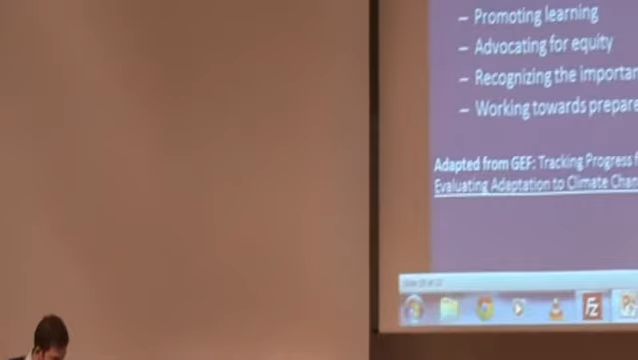 – Promoting learning
– Advocating for equity
– Recognizing the importan
– Working towards prepare
Adapted from GEF: Tracking Progress f
Evaluating Adaptation to Climate Chan
Fz